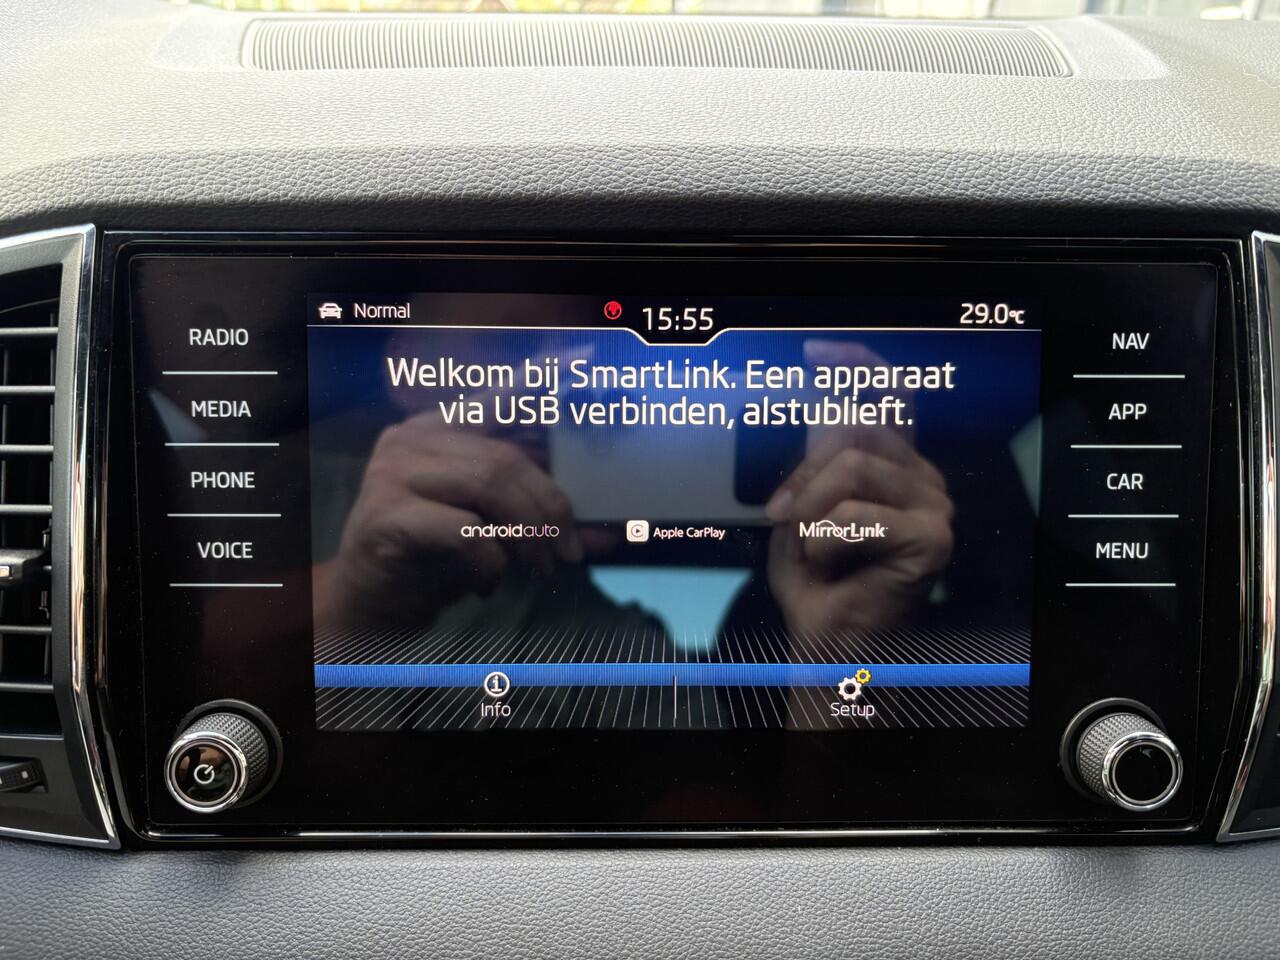 Normal
15:55
29.0°C
RADIO
MEDIA
PHONE
VOICE
Welkom bij SmartLink. Een apparaat
via USB verbinden, alstublieft.
androidauto
Apple CarPlay
MirrorLink
Info
Setup
NAV
APP
CAR
MENU